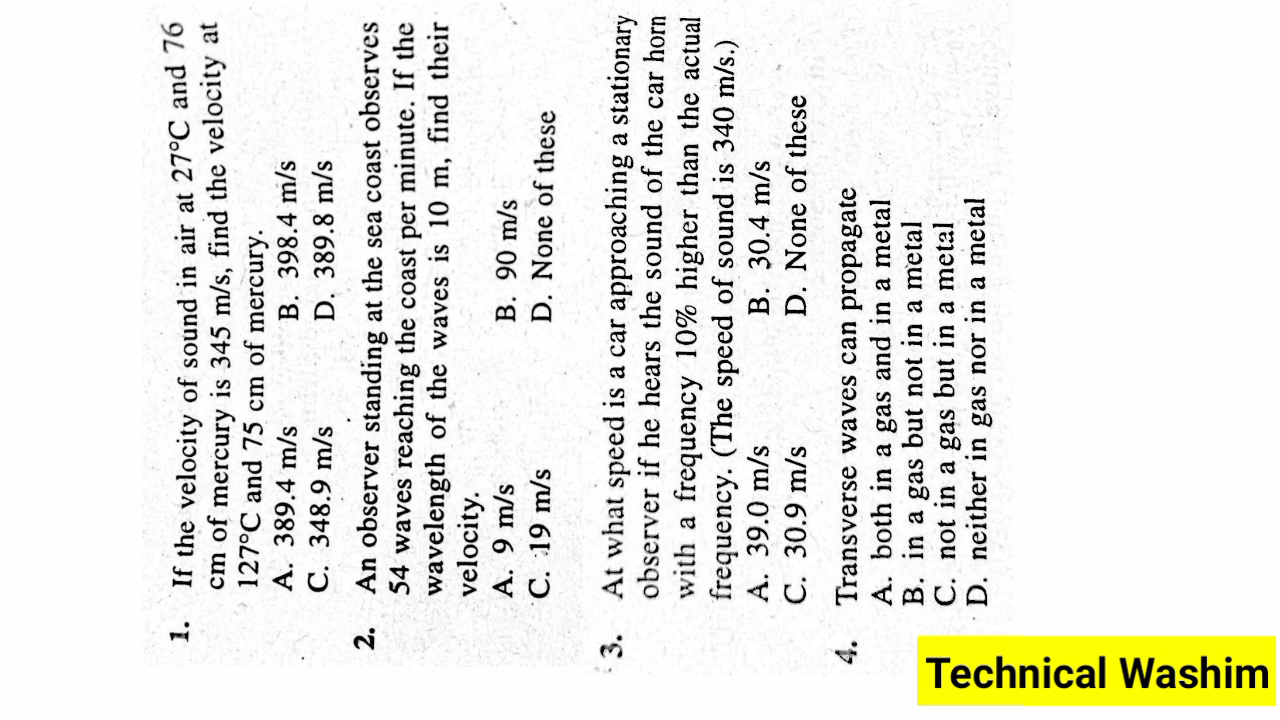 1. If the velocity of sound in air at 27°C and 76
cm of mercury is 345 m/s, find the velocity at
127°C and 75 cm of mercury.
A. 389.4 m/s B. 398.4 m/s
C. 348.9 m/s D. 389.8 m/s
2. An observer standing at the sea coast observes
54 waves reaching the coast per minute. If the
wavelength of the waves is 10 m, find their
velocity.
A. 9 m/s B. 90 m/s
C. 19 m/s D. None of these
3. At what speed is a car approaching a stationary
observer if he hears the sound of the car horn
with a frequency 10% higher than the actual
frequency. (The speed of sound is 340 m/s.)
A. 39.0 m/s B. 30.4 m/s
C. 30.9 m/s D. None of these
4. Transverse waves can propagate
A. both in a gas and in a metal
B. in a gas but not in a metal
C. not in a gas but in a metal
D. neither in gas nor in a metal
Technical Washim